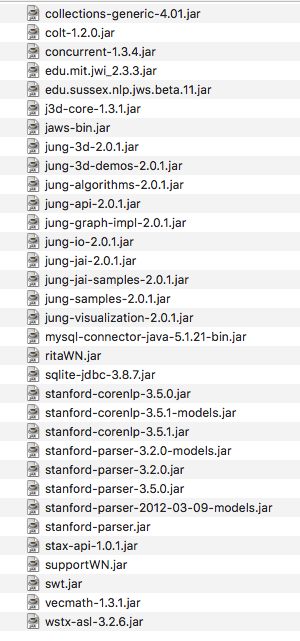 collections-generic-4.01.jar
colt-1.2.0.jar
concurrent-1.3.4.jar
edu.mit.jwi_2.3.3.jar
edu.sussex.nlp.jws.beta.11.jar
j3d-core-1.3.1.jar
jaws-bin.jar
jung-3d-2.0.1.jar
jung-3d-demos-2.0.1.jar
jung-algorithms-2.0.1.jar
jung-api-2.0.1.jar
jung-graph-impl-2.0.1.jar
jung-io-2.0.1.jar
jung-jai-2.0.1.jar
jung-jai-samples-2.0.1.jar
jung-samples-2.0.1.jar
jung-visualization-2.0.1.jar
mysql-connector-java-5.1.21-bin.jar
ritaWN.jar
sqlite-jdbc-3.8.7.jar
stanford-corenlp-3.5.0.jar
stanford-corenlp-3.5.1-models.jar
stanford-corenlp-3.5.1.jar
stanford-parser-3.2.0-models.jar
stanford-parser-3.2.0.jar
stanford-parser-3.5.0.jar
stanford-parser-2012-03-09-models.jar
stanford-parser.jar
stax-api-1.0.1.jar
supportWN.jar
swt.jar
vecmath-1.3.1.jar
wstx-asl-3.2.6.jar